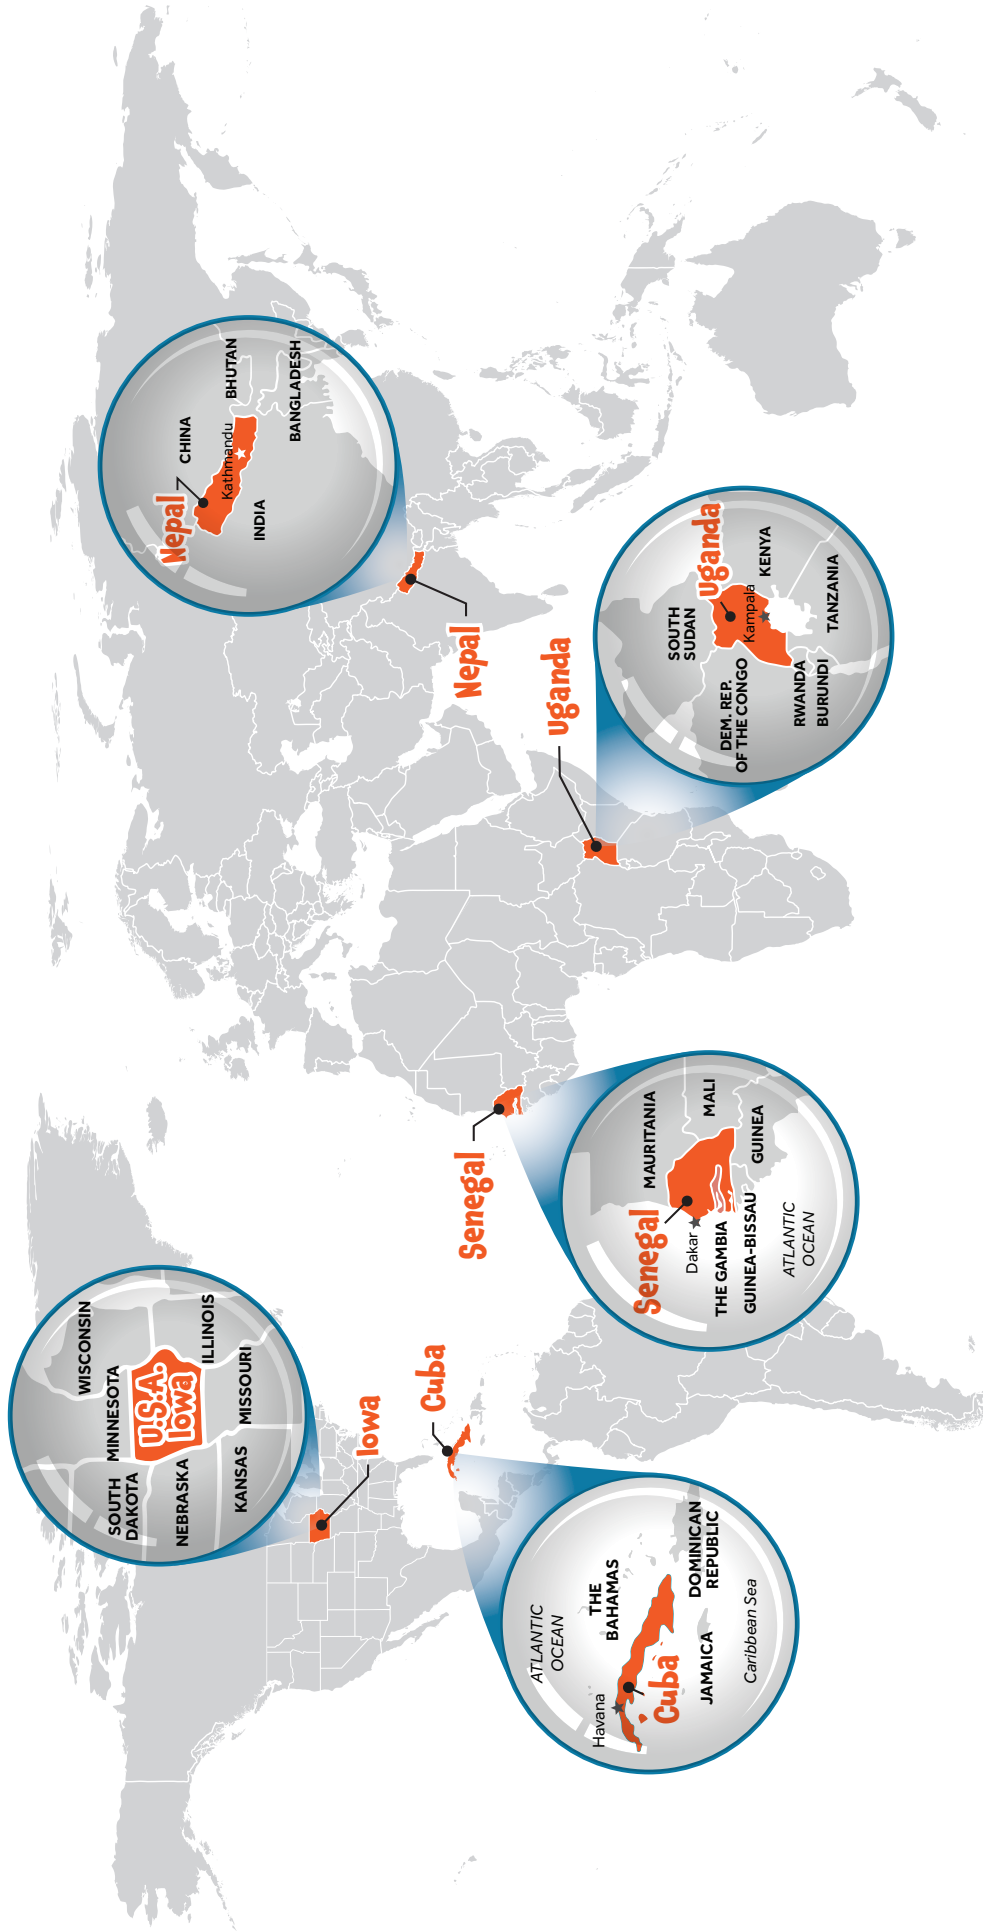 WISCONSIN
MINNESOTA
SOUTH
DAKOTA
U.S.A.
Iowa
ILLINOIS
NEBRASKA
MISSOURI
KANSAS
Iowa
Cuba
ATLANTIC
OCEAN
THE
BAHAMAS
Havana
Cuba
DOMINICAN
REPUBLIC
JAMAICA
Caribbean Sea
Senegal
MAURITANIA
Senegal
MALI
Dakar
THE GAMBIA
GUINEA
GUINEA-BISSAU
ATLANTIC
OCEAN
Nepal
CHINA
BHUTAN
Kathmandu
INDIA
BANGLADESH
Nepal
Uganda
SOUTH
SUDAN
Uganda
KENYA
Kampala
DEM. REP.
OF THE CONGO
RWANDA
BURUNDI
TANZANIA